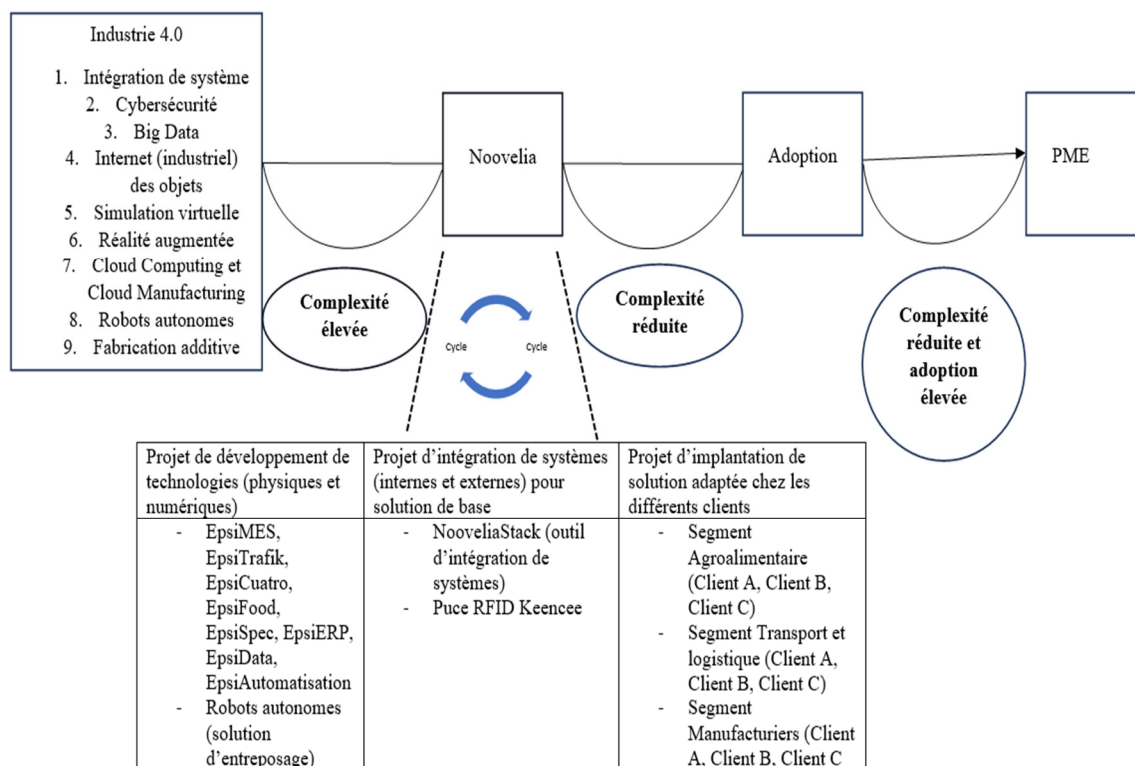 Industrie 4.0
1. Intégration de système
2. Cybersécurité
3. Big Data
4. Internet (industriel)
des objets
5. Simulation virtuelle
6. Réalité augmentée
7. Cloud Computing et
Cloud Manufacturing
8. Robots autonomes
9. Fabrication additive
Noovelia
Adoption
PME
Complexité
élevée
Cycle
Cycle
Complexité
réduite
Complexité
réduite et
adoption
élevée
Projet de développement de
technologies (physiques et
numériques)
- EpsiMES,
EpsiTrafik,
EpsiCuatro,
EpsiFood,
EpsiSpec, EpsiERP,
EpsiData,
EpsiAutomatisation
- Robots autonomes
(solution
d’entreposage)
Projet d’intégration de systèmes
(internes et externes) pour
solution de base
- NooveliaStack (outil
d’intégration de
systèmes)
- Puce RFID Keencee
Projet d’implantation de
solution adaptée chez les
différents clients
- Segment
Agroalimentaire
(Client A, Client B,
Client C)
- Segment Transport et
logistique (Client A,
Client B, Client C)
- Segment
Manufacturiers (Client
A, Client B, Client C